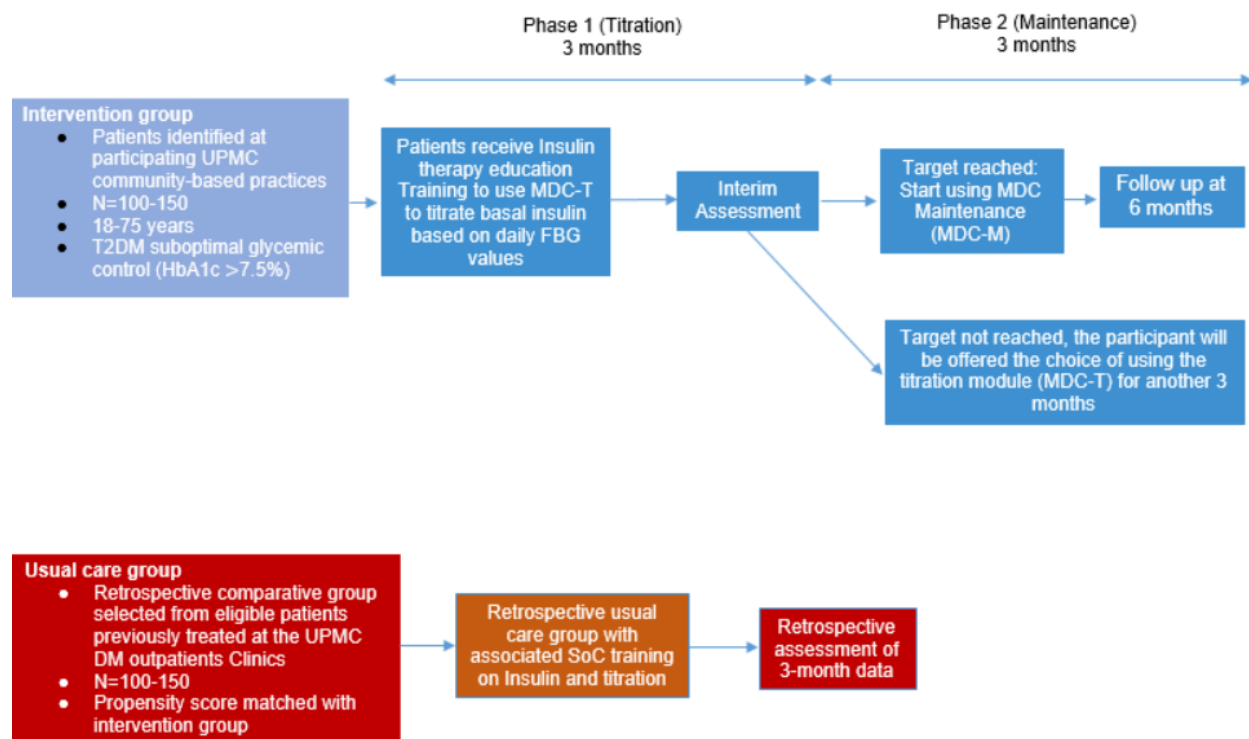 Phase 1 (Titration)
3 months
Phase 2 (Maintenance)
3 months
Intervention group
● Patients identified at
participating UPMC
community-based practices
● N=100-150
● 18-75 years
● T2DM suboptimal glycemic
control (HbA1c >7.5%)
Patients receive Insulin
therapy education
Training to use MDC-T
to titrate basal insulin
based on daily FBG
values
Interim
Assessment
Target reached:
Start using MDC
Maintenance
(MDC-M)
Follow up at
6 months
Target not reached, the participant will
be offered the choice of using the
titration module (MDC-T) for another 3
months
Usual care group
● Retrospective comparative group
selected from eligible patients
previously treated at the UPMC
DM outpatients Clinics
● N=100-150
● Propensity score matched with
intervention group
Retrospective usual
care group with
associated SoC training
on Insulin and titration
Retrospective
assessment of
3-month data